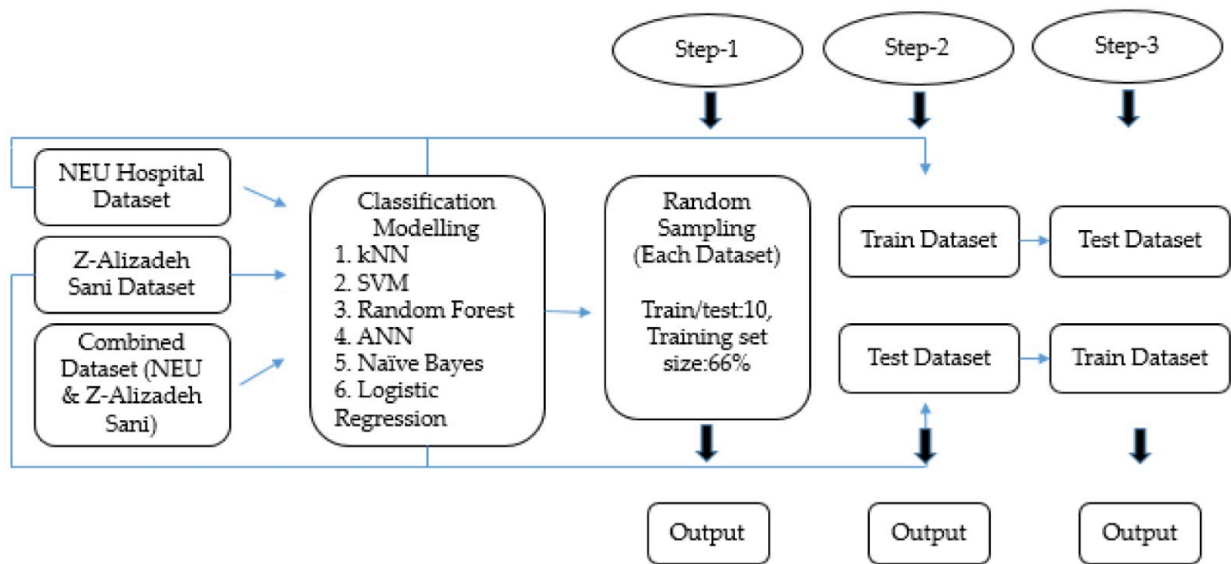 Step-1
Step-2
Step-3
NEU Hospital
Dataset
Z-Alizadeh
Sani Dataset
Combined
Dataset (NEU
& Z-Alizadeh
Sani)
Classification
Modelling
1. kNN
2. SVM
3. Random Forest
4. ANN
5. Naïve Bayes
6. Logistic
Regression
Random
Sampling
(Each Dataset)
Train/test:10,
Training set
size:66%
Train Dataset
Test Dataset
Test Dataset
Train Dataset
Output
Output
Output